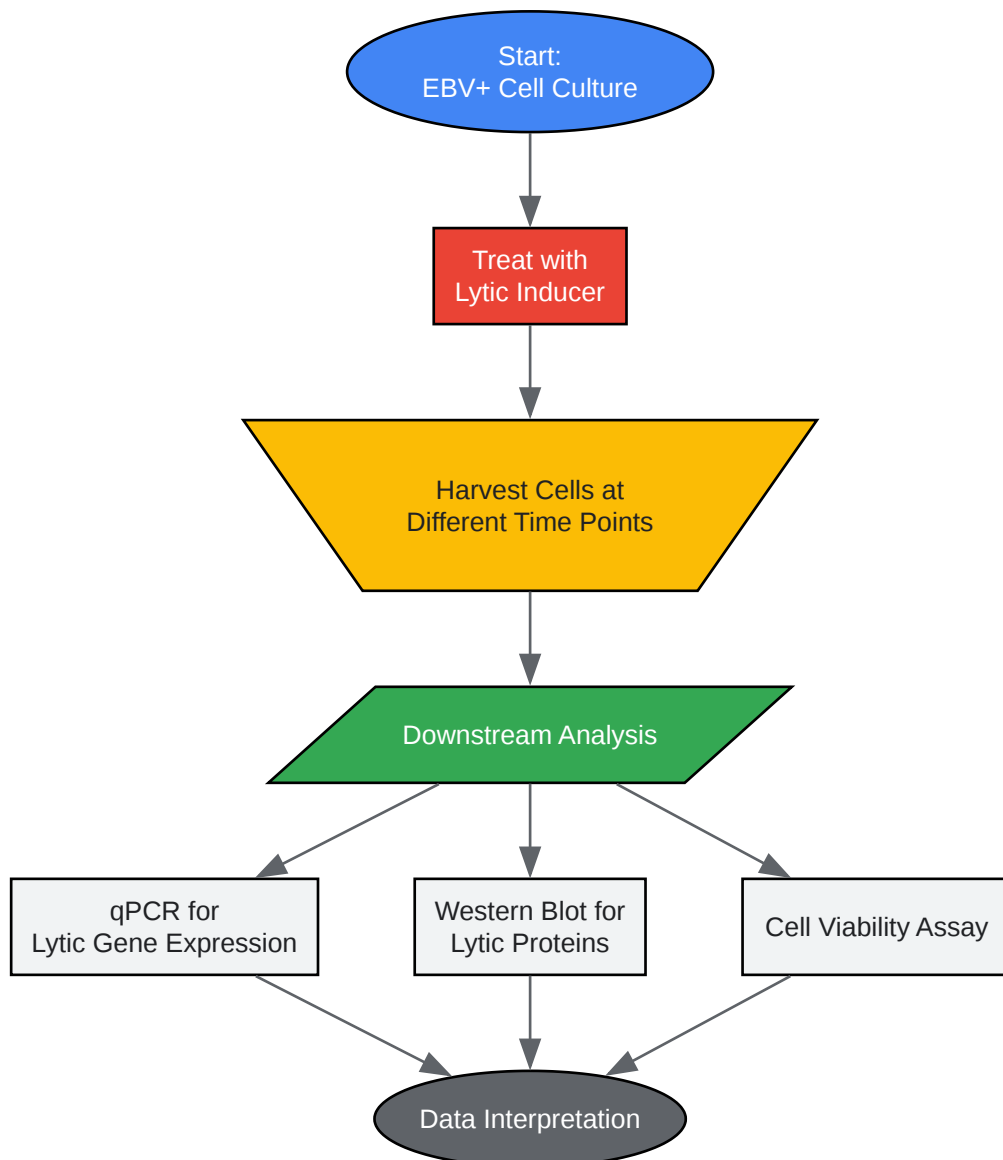 Start:
EBV+ Cell Culture
Treat with
Lytic Inducer
Harvest Cells at
Different Time Points
Downstream Analysis
qPCR for
Lytic Gene Expression
Western Blot for
Lytic Proteins
Cell Viability Assay
Data Interpretation